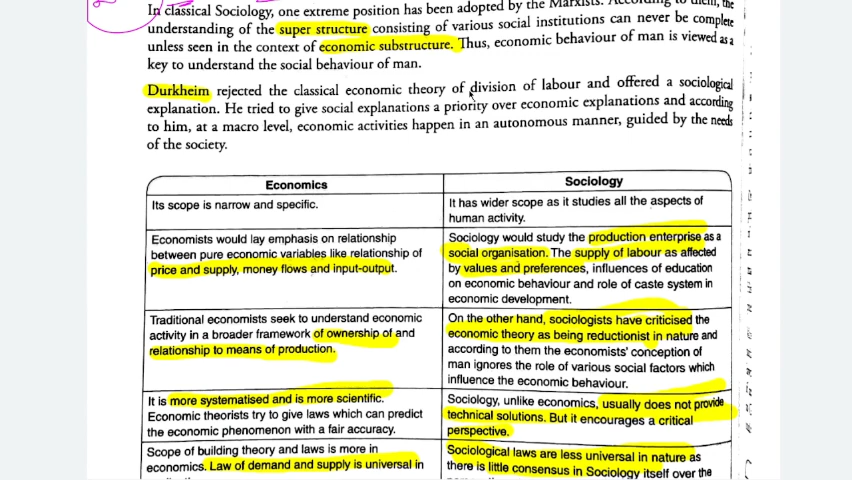 In classical Sociology, one extreme position has been adopted by the Marxists. According to them, the
understanding of the super structure consisting of various social institutions can never be complete
unless seen in the context of economic substructure. Thus, economic behaviour of man is viewed as a
key to understand the social behaviour of man.
Durkheim rejected the classical economic theory of division of labour and offered a sociological
explanation. He tried to give social explanations a priority over economic explanations and according
to him, at a macro level, economic activities happen in an autonomous manner, guided by the needs
of the society.
Economics
Sociology
Its scope is narrow and specific.
It has wider scope as it studies all the aspects of
human activity.
Economists would lay emphasis on relationship
between pure economic variables like relationship of
price and supply, money flows and input-output.
Sociology would study the production enterprise as a
social organisation. The supply of labour as affected
by values and preferences, influences of education
on economic behaviour and role of caste system in
economic development.
Traditional economists seek to understand economic
activity in a broader framework of ownership of and
relationship to means of production.
On the other hand, sociologists have criticised the
economic theory as being reductionist in nature and
according to them the economists' conception of
man ignores the role of various social factors which
influence the economic behaviour.
It is more systematised and is more scientific.
Economic theorists try to give laws which can predict
the economic phenomenon with a fair accuracy.
Sociology, unlike economics, usually does not provide
technical solutions. But it encourages a critical
perspective.
Scope of building theory and laws is more in
economics. Law of demand and supply is universal in
Sociological laws are less universal in nature as
there is little consensus in Sociology itself over the